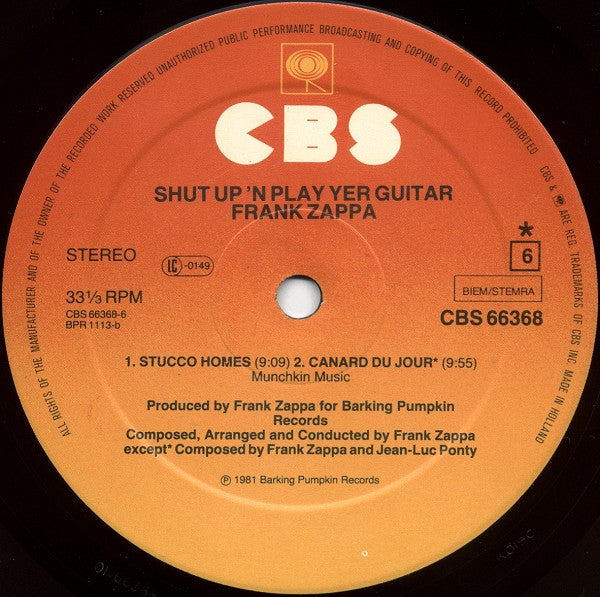 ALL RIGHTS OF THE MANUFACTURER AND OF THE OWNER OF THE RECORDED WORK RESERVED UNAUTHORIZED PUBLIC PERFORMANCE BROADCASTING AND COPYING OF THIS RECORD PROHIBITED
CBS & ARE REG. TRADEMARKS OF CBS INC. MADE IN HOLLAND
CBS
SHUT UP 'N PLAY YER GUITAR
FRANK ZAPPA
STEREO
LC -0149
*
6
33⅓ RPM
BIEM/STEMRA
CBS 66368-6
BPR 1113-b
CBS 66368
1. STUCCO HOMES (9:09) 2. CANARD DU JOUR* (9:55)
Munchkin Music
Produced by Frank Zappa for Barking Pumpkin
Records
Composed, Arranged and Conducted by Frank Zappa
except* Composed by Frank Zappa and Jean-Luc Ponty
℗ 1981 Barking Pumpkin Records